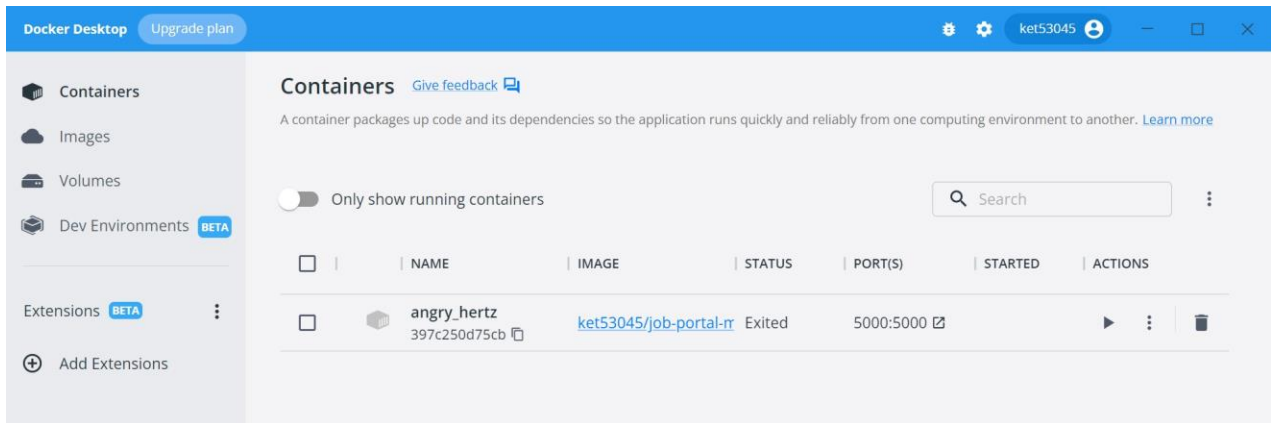 Docker Desktop Upgrade plan ket53045
Containers
Images
Volumes
Dev Environments BETA
Extensions BETA
Add Extensions
Containers Give feedback
A container packages up code and its dependencies so the application runs quickly and reliably from one computing environment to another. Learn more
Only show running containers Search
NAME IMAGE STATUS PORT(S) STARTED ACTIONS
angry_hertz ket53045/job-portal-m Exited 5000:5000
397c250d75cb